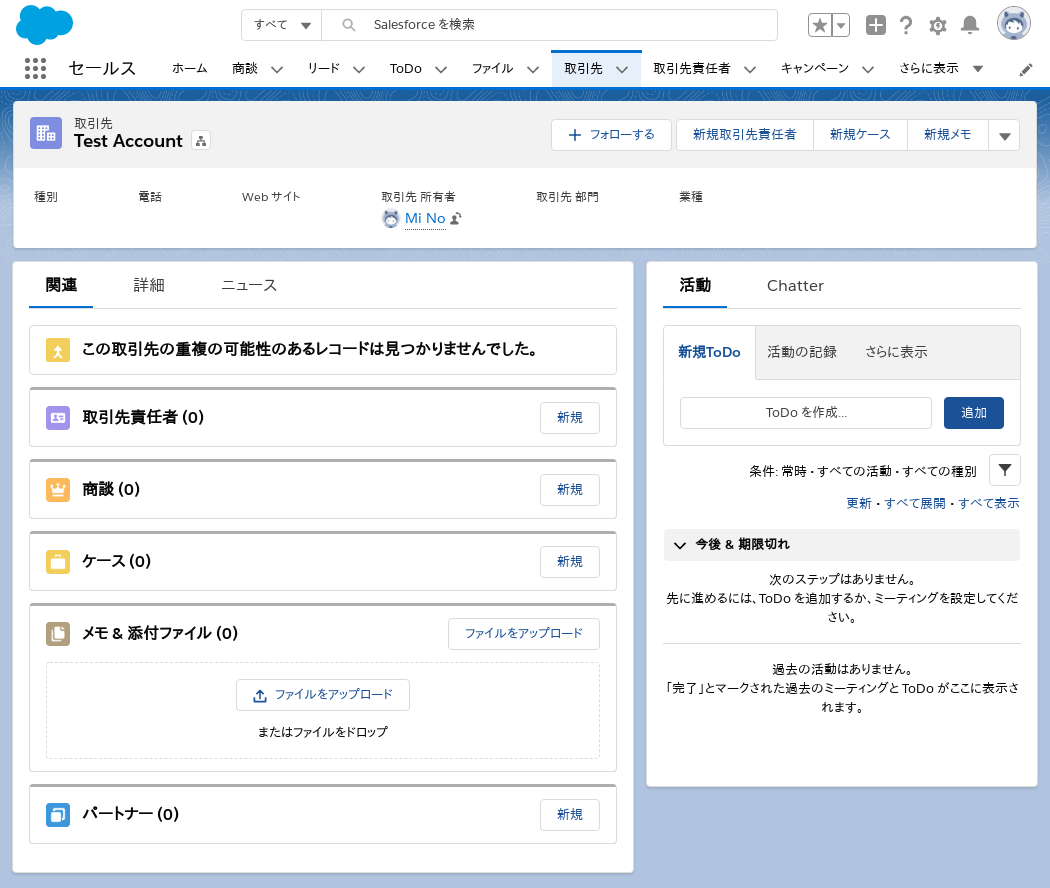 すべて
Salesforce を検索
セールス
ホーム
商談
リード
ToDo
ファイル
取引先
取引先責任者
キャンペーン
さらに表示
取引先
Test Account
フォローする
新規取引先責任者
新規ケース
新規メモ
種別
電話
Web サイト
取引先 所有者
取引先 部門
業種
Mi No
関連
詳細
ニュース
この取引先の重複の可能性のあるレコードは見つかりませんでした。
取引先責任者 (0)
新規
商談 (0)
新規
ケース (0)
新規
メモ & 添付ファイル (0)
ファイルをアップロード
ファイルをアップロード
またはファイルをドロップ
パートナー (0)
新規
活動
Chatter
新規ToDo
活動の記録
さらに表示
ToDo を作成...
追加
条件: 常時 • すべての活動 • すべての種別
更新 • すべて展開 • すべて表示
今後 & 期限切れ
次のステップはありません。
先に進めるには、ToDo を追加するか、ミーティングを設定してくだ
さい。
過去の活動はありません。
「完了」とマークされた過去のミーティングと ToDo がここに表示さ
れます。